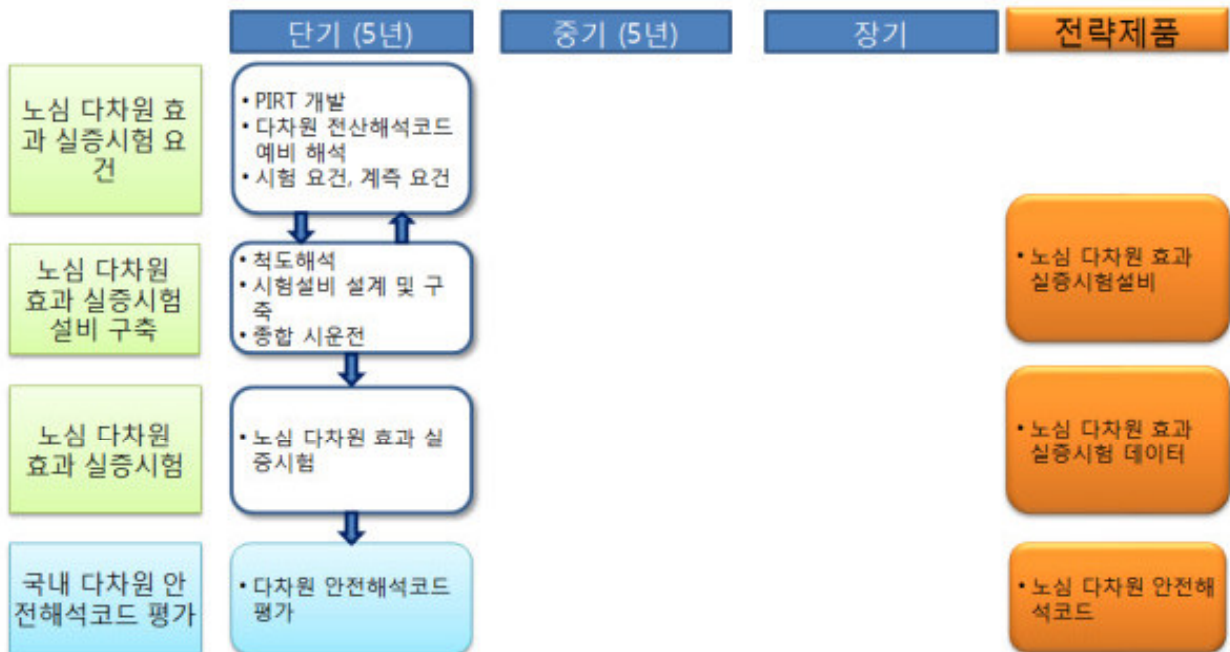 단기 (5년)
중기 (5년)
장기
전략제품
노심 다차원 효
과 실증시험 요
건
• PIRT 개발
• 다차원 전산해석코드
예비 해석
• 시험 요건, 계측 요건
노심 다차원
효과 실증시험
설비 구축
• 척도해석
• 시험설비 설계 및 구
축
• 종합 시운전
• 노심 다차원 효과
실증시험설비
노심 다차원
효과 실증시험
• 노심 다차원 효과 실
증시험
• 노심 다차원 효과
실증시험 데이터
국내 다차원 안
전해석코드 평가
• 다차원 안전해석코드
평가
• 노심 다차원 안전해
석코드